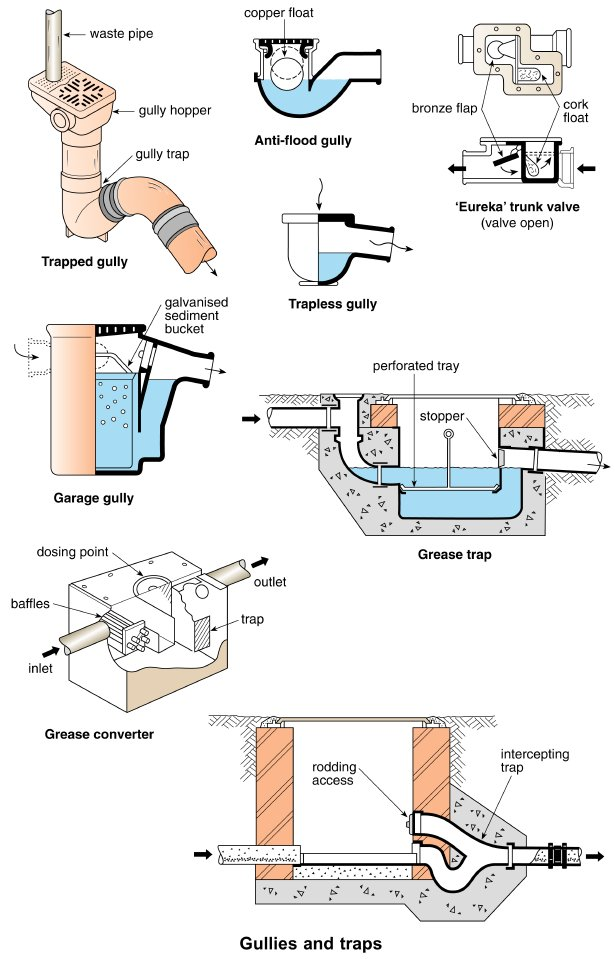 waste pipe
gully hopper
gully trap
Trapped gully
copper float
Anti-flood gully
bronze flap
cork
float
‘Eureka’ trunk valve
(valve open)
Trapless gully
galvanised
sediment
bucket
Garage gully
perforated tray
stopper
Grease trap
dosing point
baffles
inlet
outlet
trap
Grease converter
rodding
access
intercepting
trap
Gullies and traps